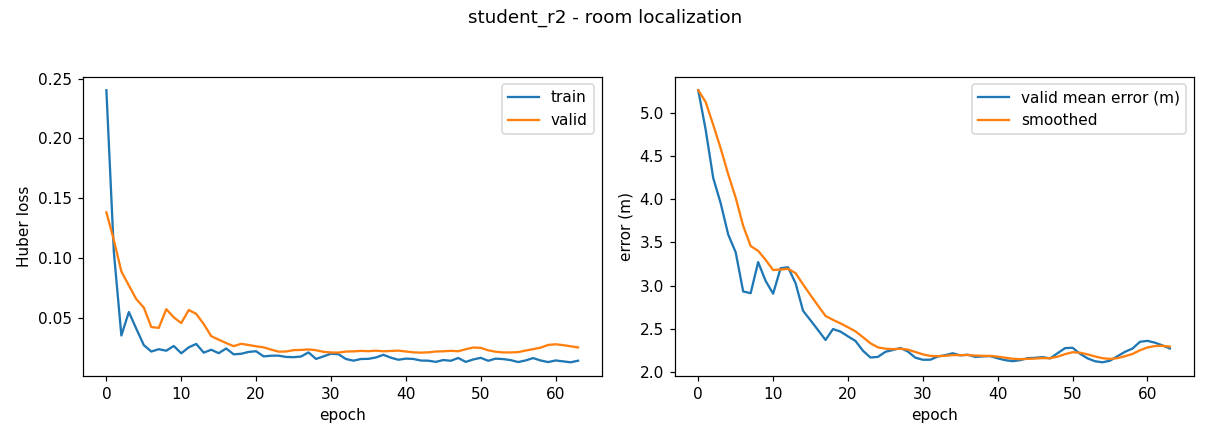 student_r2 - room localization
0.25
0.20
0.15
0.10
0.05
Huber loss
0
10
20
30
40
50
60
epoch
train
valid
5.0
4.5
4.0
3.5
3.0
2.5
2.0
error (m)
0
10
20
30
40
50
60
epoch
valid mean error (m)
smoothed